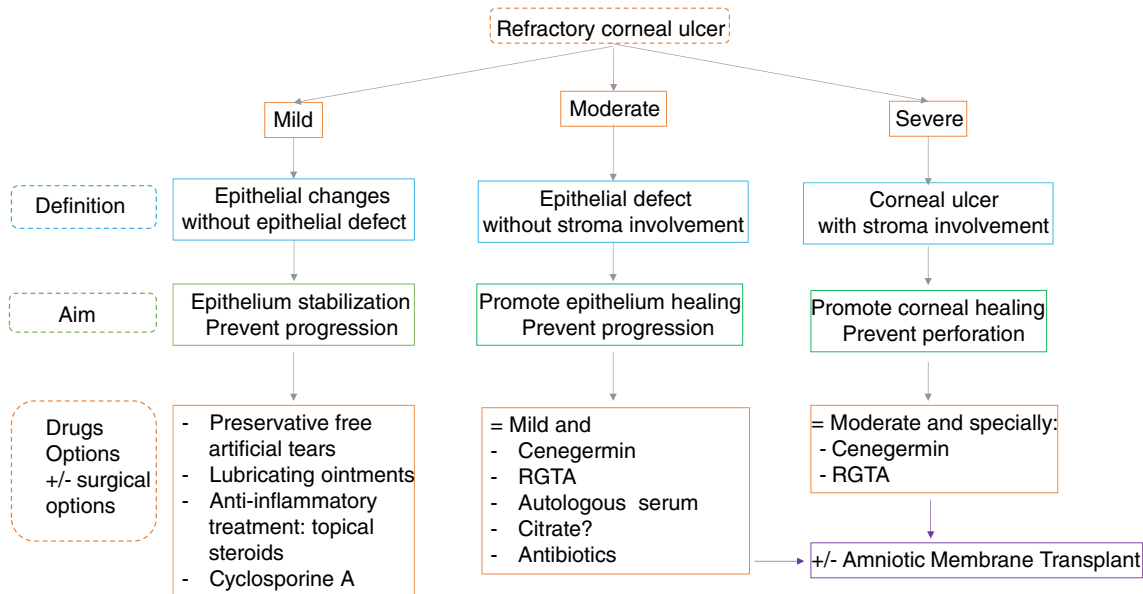 Refractory corneal ulcer
Mild
Moderate
Severe
Definition
Epithelial changes
without epithelial defect
Epithelial defect
without stroma involvement
Corneal ulcer
with stroma involvement
Aim
Epithelium stabilization
Prevent progression
Promote epithelium healing
Prevent progression
Promote corneal healing
Prevent perforation
Drugs
Options
+/- surgical
options
- Preservative free
artificial tears
- Lubricating ointments
- Anti-inflammatory
treatment: topical
steroids
- Cyclosporine A
= Mild and
- Cenegermin
- RGTA
- Autologous serum
- Citrate?
- Antibiotics
= Moderate and specially:
- Cenegermin
- RGTA
+/- Amniotic Membrane Transplant